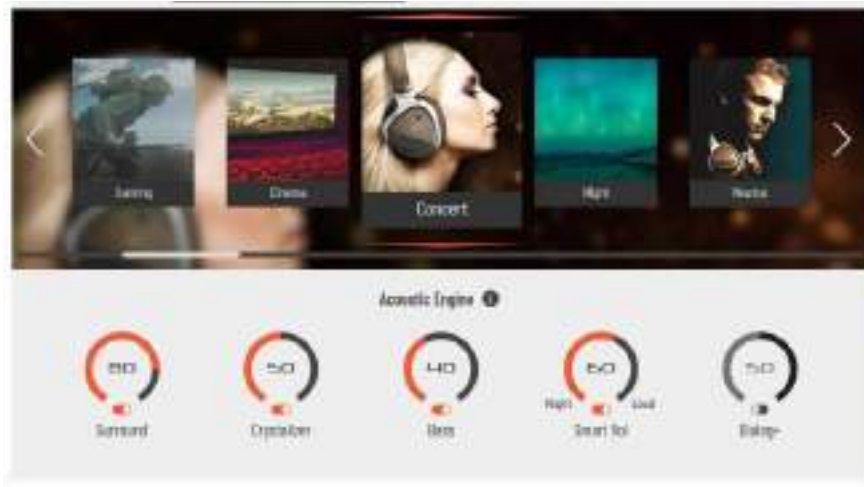 Gaming
Cinema
Concert
Night
Neutral
Acoustic Engine
80
50
40
60
50
Night
Loud
Surround
Crystalizer
Bass
Smart Vol
Dialog+